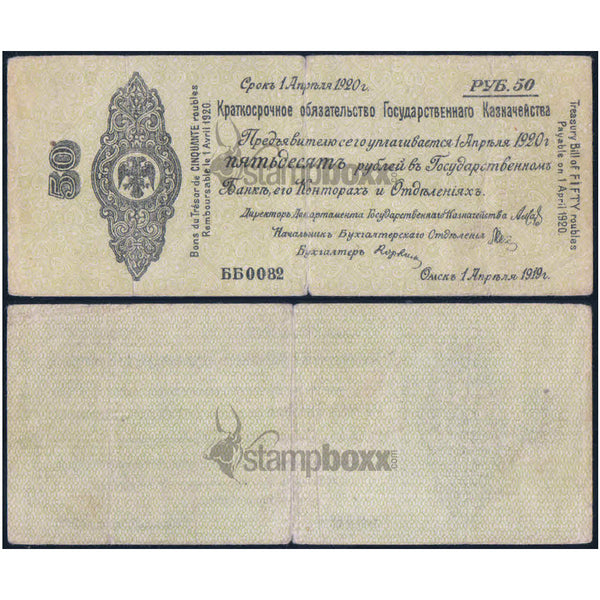 50
Bons du Trésor de CINQUANTE roubles
Remboursable le 1 Avril 1920
Срокъ 1 Апрѣля 1920 г.
РУБ. 50
Краткосрочное обязательство Государственнаго Казначейства
Предъявителю сего уплачивается 1 Апрѣля 1920 г
пятьдесятъ рублей въ Государственномъ
Банкѣ, его Конторахъ и Отдѣленіяхъ.
Директоръ Департамента Государственнаго Казначейства
Начальникъ Бухгалтерскаго Отдѣленія
Бухгалтеръ
ББ0082
Омскъ 1 Апрѣля 1919 г.
Treasury Bill of FIFTY roubles
Payable on 1 April 1920
stampboxx.com
stampboxx.com